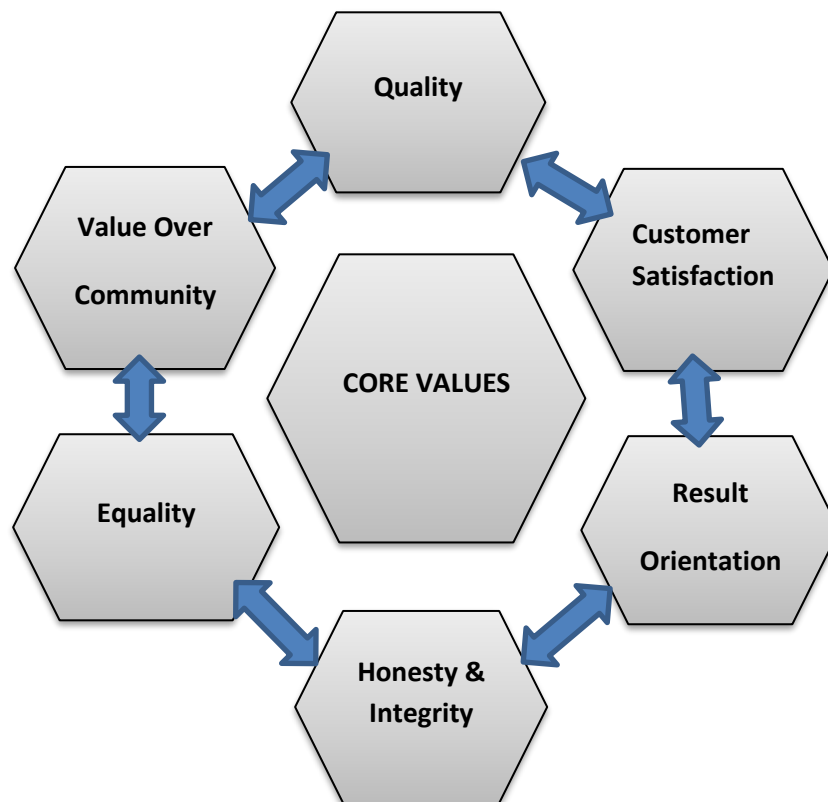 Quality
Value Over
Community
Customer
Satisfaction
CORE VALUES
Equality
Result
Orientation
Honesty &
Integrity